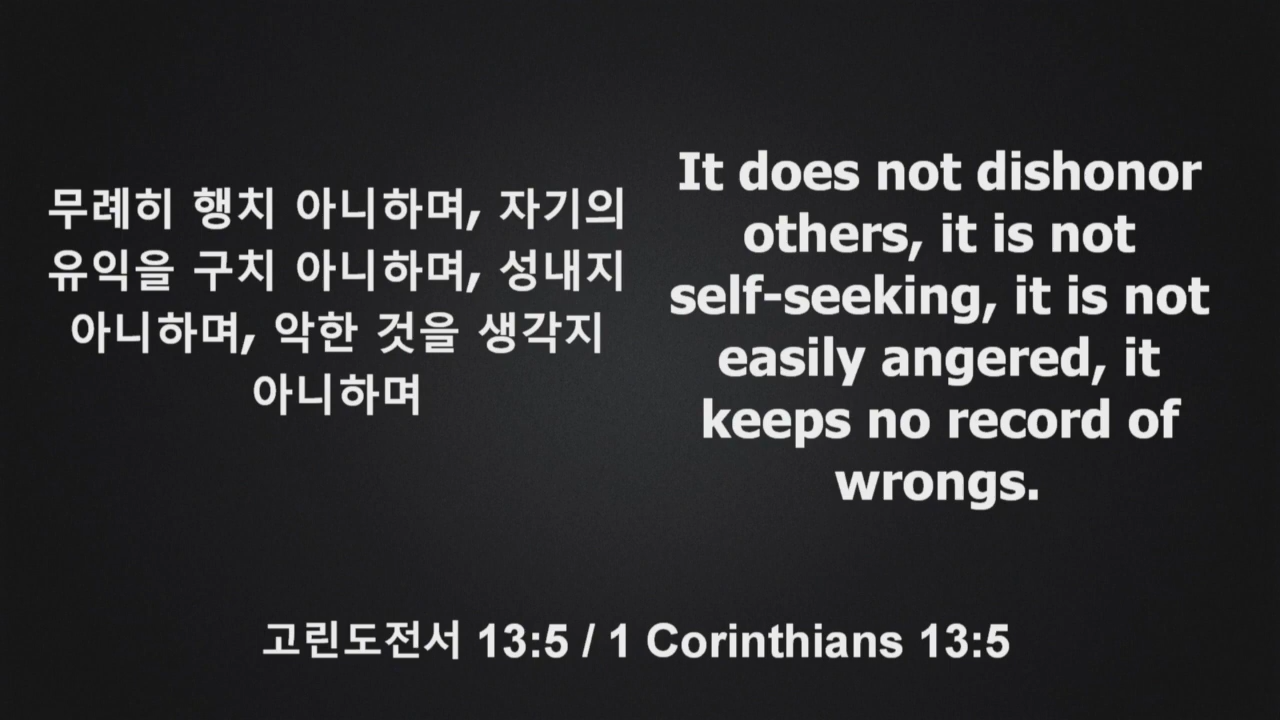 무례히 행치 아니하며, 자기의
유익을 구치 아니하며, 성내지
아니하며, 악한 것을 생각지
아니하며
It does not dishonor
others, it is not
self-seeking, it is not
easily angered, it
keeps no record of
wrongs.
고린도전서 13:5 / 1 Corinthians 13:5